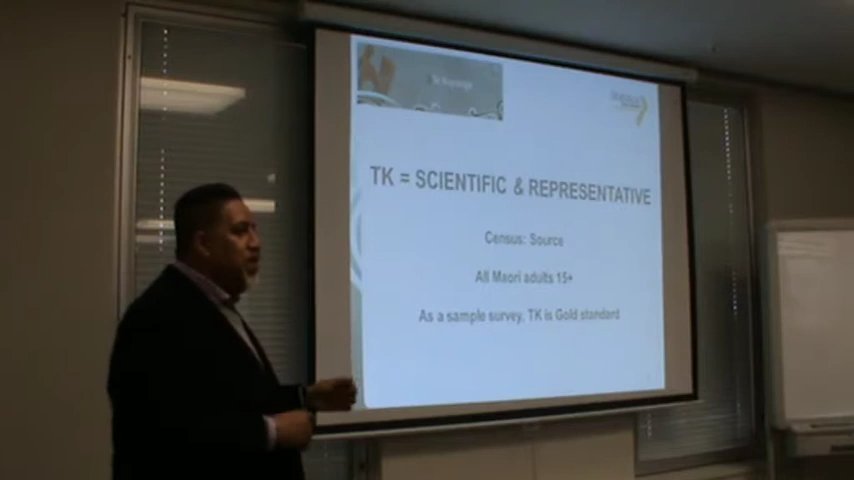 TK = SCIENTIFIC & REPRESENTATIVE
Census: Source
All Maori adults 15+
As a sample survey, TK is Gold standard